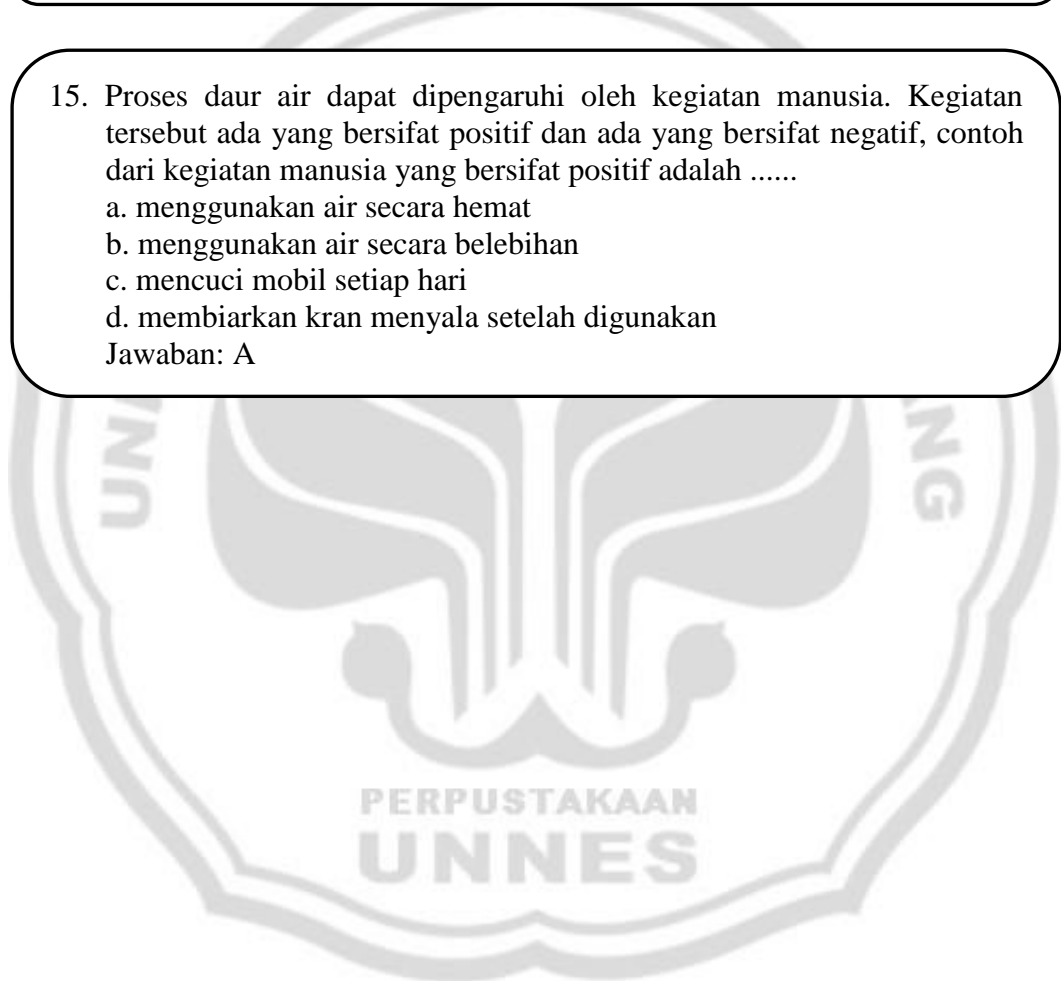 15. Proses daur air dapat dipengaruhi oleh kegiatan manusia. Kegiatan
tersebut ada yang bersifat positif dan ada yang bersifat negatif, contoh
dari kegiatan manusia yang bersifat positif adalah ......
a. menggunakan air secara hemat
b. menggunakan air secara belebihan
c. mencuci mobil setiap hari
d. membiarkan kran menyala setelah digunakan
Jawaban: A
UN
NG
PERPUSTAKAAN
UNNES